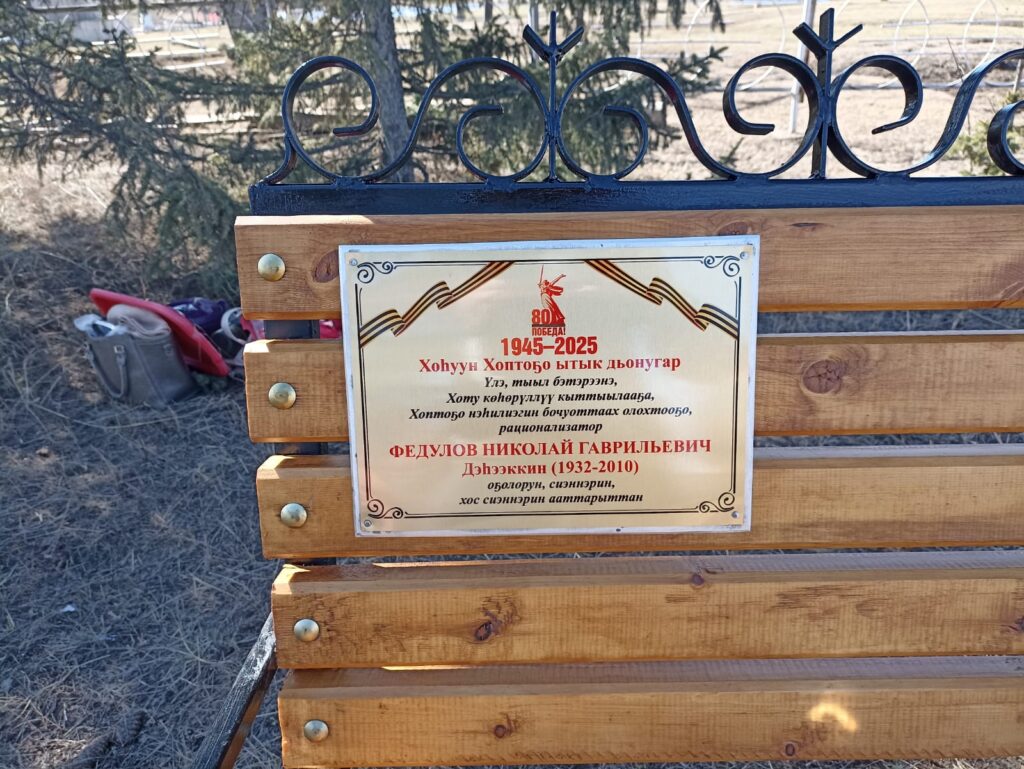 80
ПОБЕДА!
1945–2025
Хоһуун Хоптоҕо ытык дьонугар
Үлэ, тыыл бэтэрээнэ,
Хоту көһөрүллүү кыттыылааҕа,
Хоптоҕо нэһилиэгин бочуоттаах олохтооҕо,
рационализатор
ФЕДУЛОВ НИКОЛАЙ ГАВРИЛЬЕВИЧ
Дэһээккин (1932-2010)
оҕолорун, сиэннэрин,
хос сиэннэрин ааттарыттан